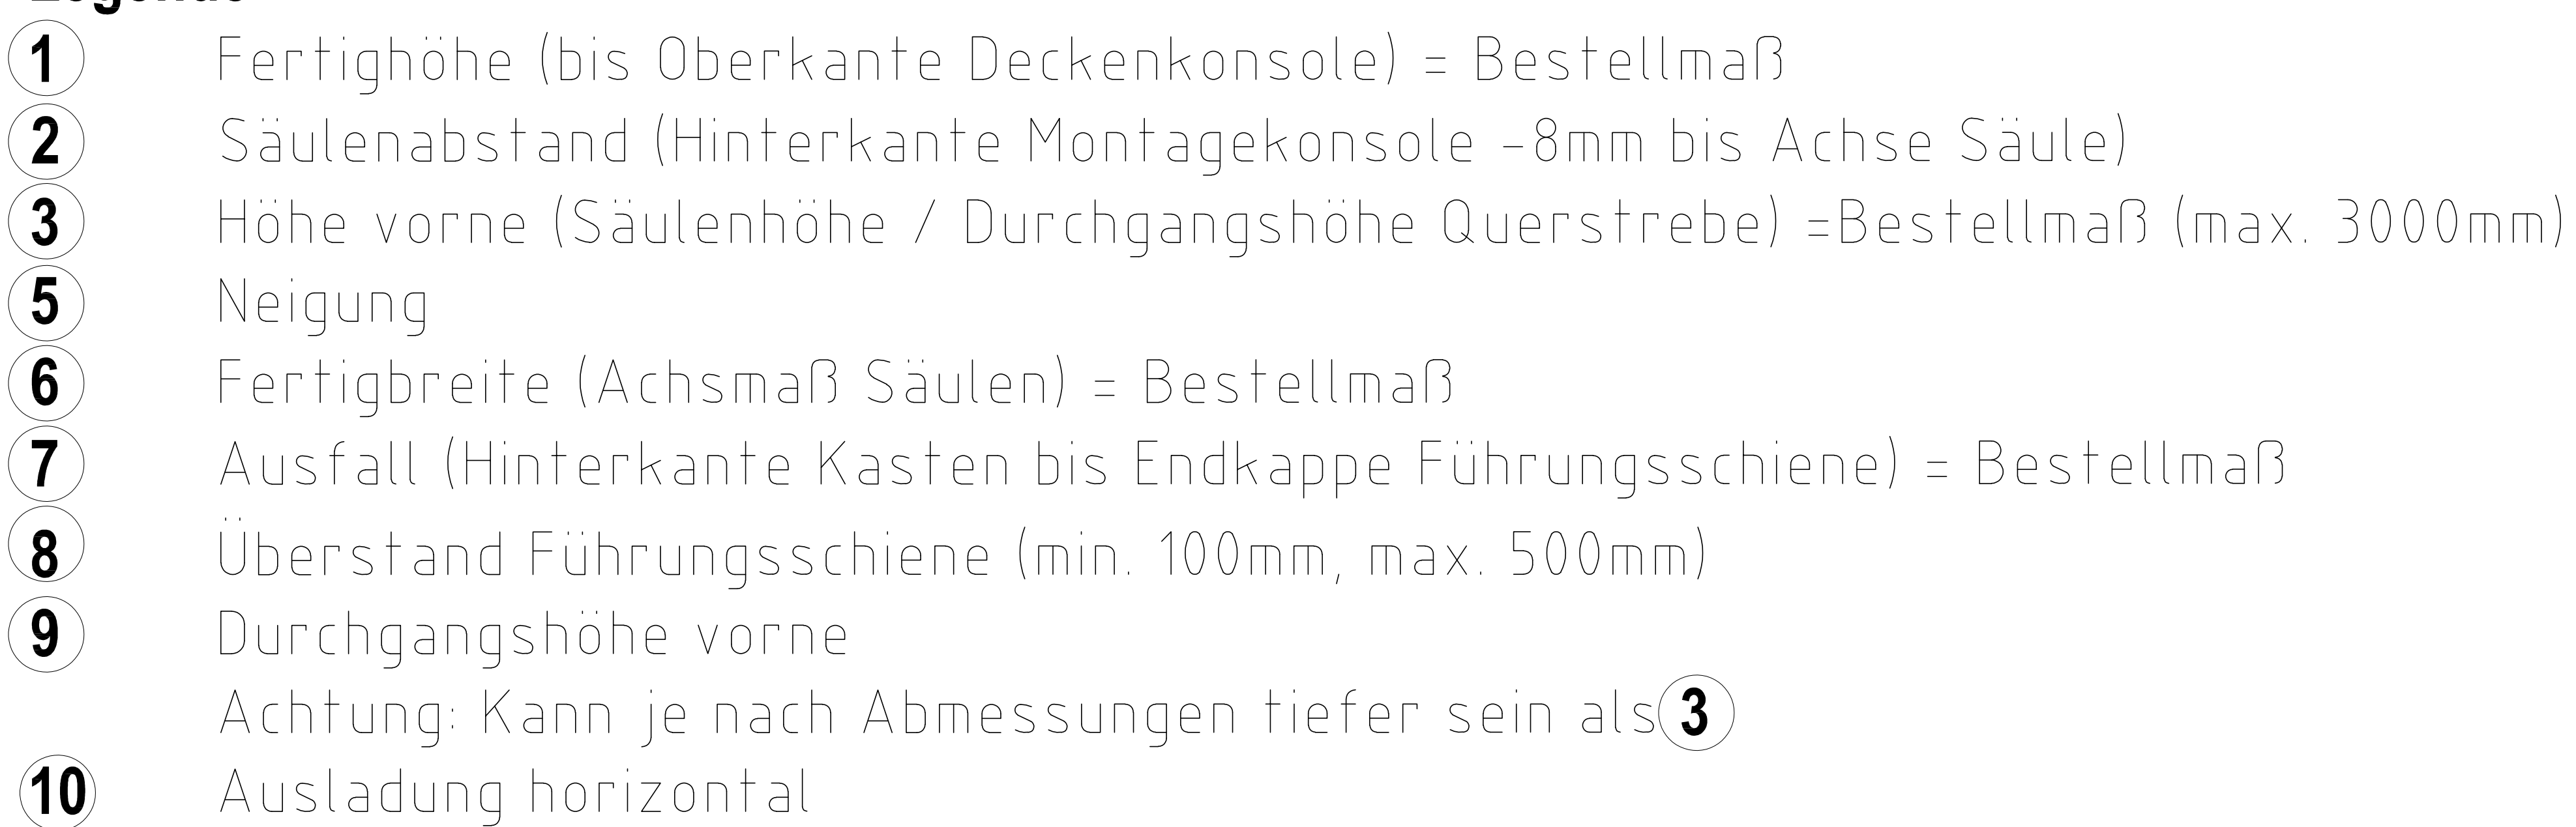 Legende
1 Fertighöhe (bis Oberkante Deckenkonsole) = Bestellmaß
2 Säulenabstand (Hinterkante Montagekonsole -8mm bis Achse Säule)
3 Höhe vorne (Säulenhöhe / Durchgangshöhe Querstrebe) =Bestellmaß (max. 3000mm)
5 Neigung
6 Fertigbreite (Achsmaß Säulen) = Bestellmaß
7 Ausfall (Hinterkante Kasten bis Endkappe Führungsschiene) = Bestellmaß
8 Überstand Führungsschiene (min. 100mm, max. 500mm)
9 Durchgangshöhe vorne
Achtung: Kann je nach Abmessungen tiefer sein als 3
10 Ausladung horizontal